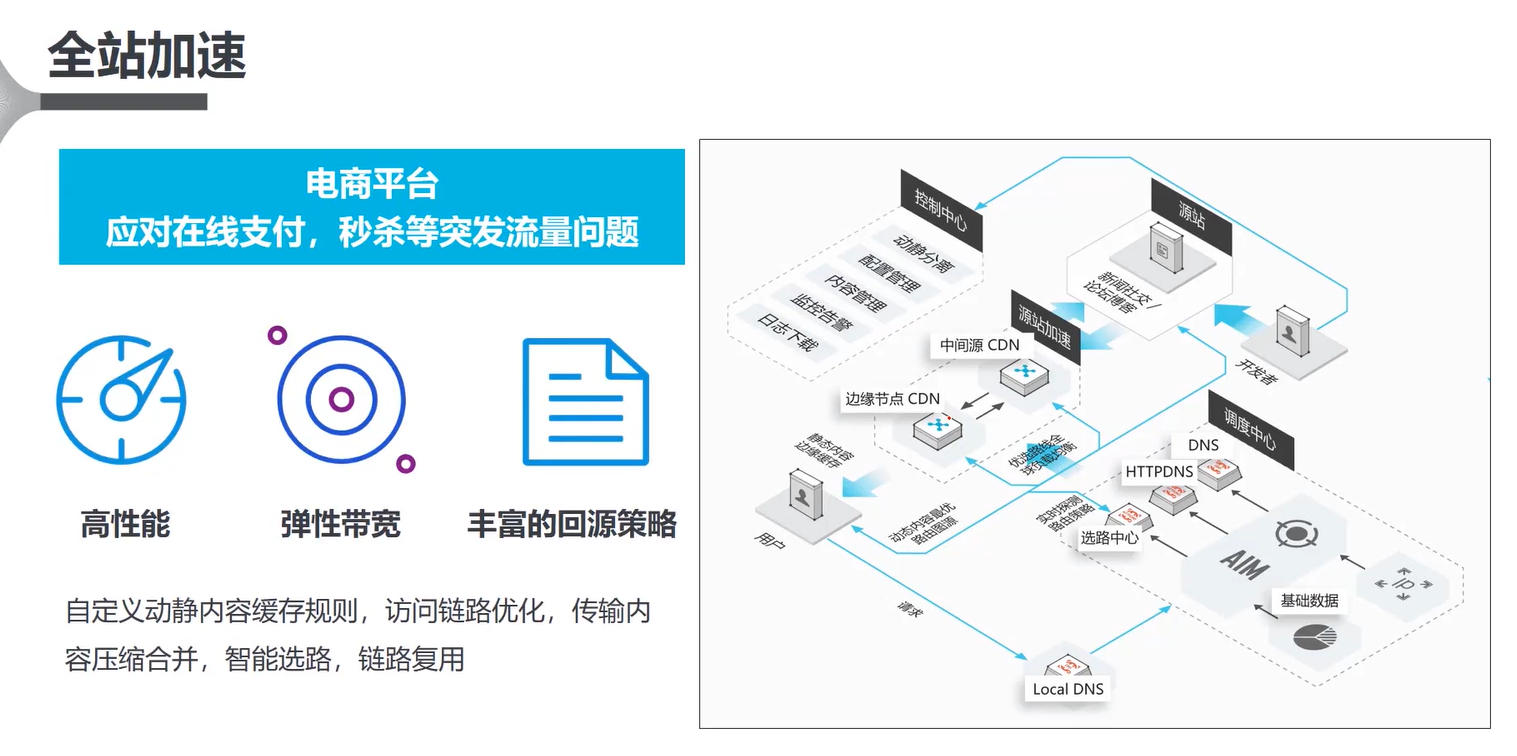 全站加速
电商平台
应对在线支付，秒杀等突发流量问题
高性能
弹性带宽
丰富的回源策略
自定义动静内容缓存规则，访问链路优化，传输内
容压缩合并，智能选路，链路复用
控制中心
动静分离
配置管理
内容管理
监控告警
日志下载
源站
新闻社交/
论坛博客
开发者
源站加速
中间源 CDN
边缘节点 CDN
静态内容
边缘缓存
用户
优选路线全
球负载均衡
动态内容最优
路由图源
实时探测
路由策略
调度中心
DNS
HTTPDNS
选路中心
AIM
ip
基础数据
请求
Local DNS